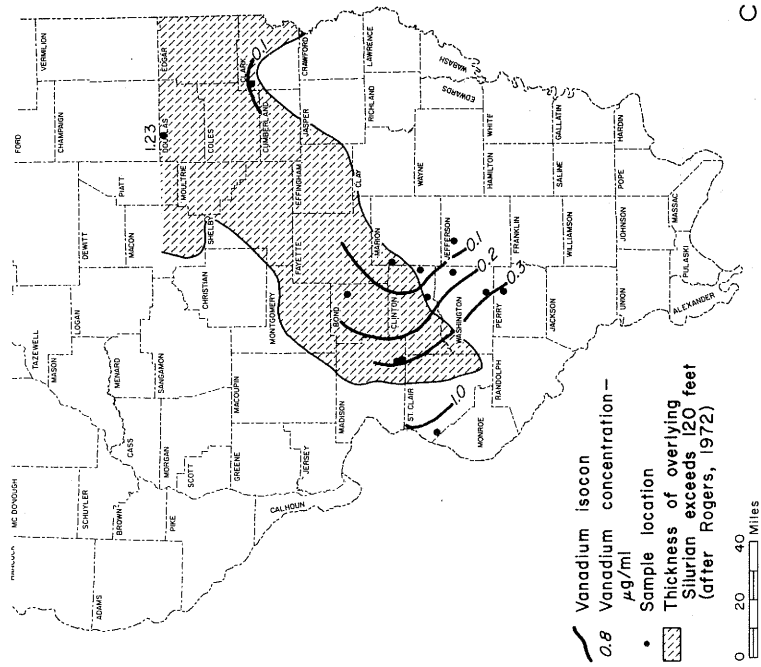 FORD
VERMILION
CHAMPAIGN
MC DONOUGH
TAZEWELL
MASON
LOGAN
DEWITT
PIATT
MACON
SCHUYLER
MENARD
CASS
BROWN
ADAMS
PIKE
MORGAN
SCOTT
SANGAMON
CHRISTIAN
MOULTRIE
1.23
DOUGLAS
EDGAR
COLES
SHELBY
CUMBERLAND
CLARK
0.1
CALHOUN
GREENE
JERSEY
MACOUPIN
MONTGOMERY
FAYETTE
EFFINGHAM
JASPER
CRAWFORD
MADISON
BOND
CLINTON
MARION
CLAY
RICHLAND
LAWRENCE
ST. CLAIR
WASHINGTON
JEFFERSON
WAYNE
EDWARDS
WABASH
0.1
0.2
0.3
1.0
MONROE
RANDOLPH
PERRY
FRANKLIN
HAMILTON
WHITE
JACKSON
WILLIAMSON
SALINE
GALLATIN
UNION
JOHNSON
POPE
HARDIN
ALEXANDER
PULASKI
MASSAC
Vanadium isocon
0.8 Vanadium concentration—
μg/ml
Sample location
Thickness of overlying
Silurian exceeds 120 feet
(after Rogers, 1972)
0 20 40
Miles
C